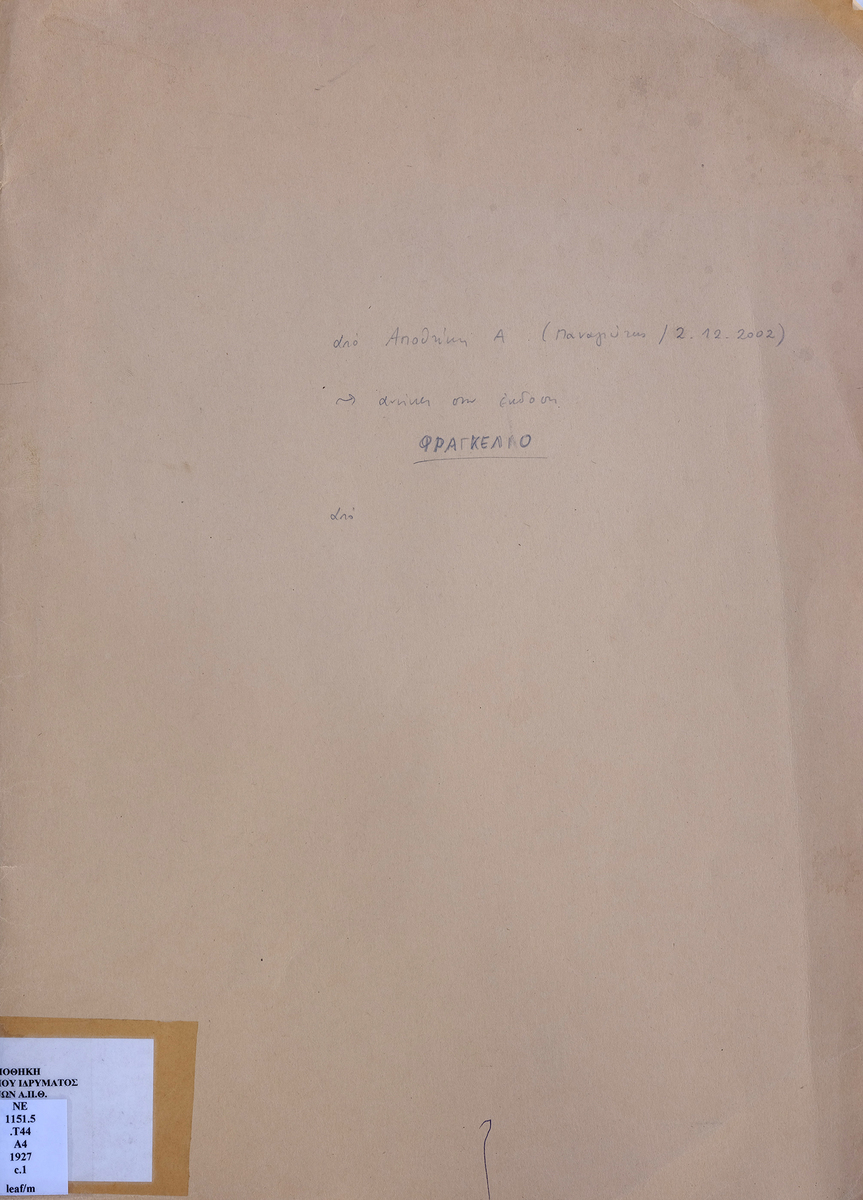 από Αποθήκη Α (Παναγιώτης / 2.12.2002)
→ ανήκει στην έκδοση
ΦΡΑΓΚΕΛΛΟ
από
ΙΟΘΗΚΗ
ΙΟΥ ΙΔΡΥΜΑΤΟΣ
ΩΝ Α.Π.Θ.
NE
1151.5
.T44
A4
1927
c.1
leaf/m